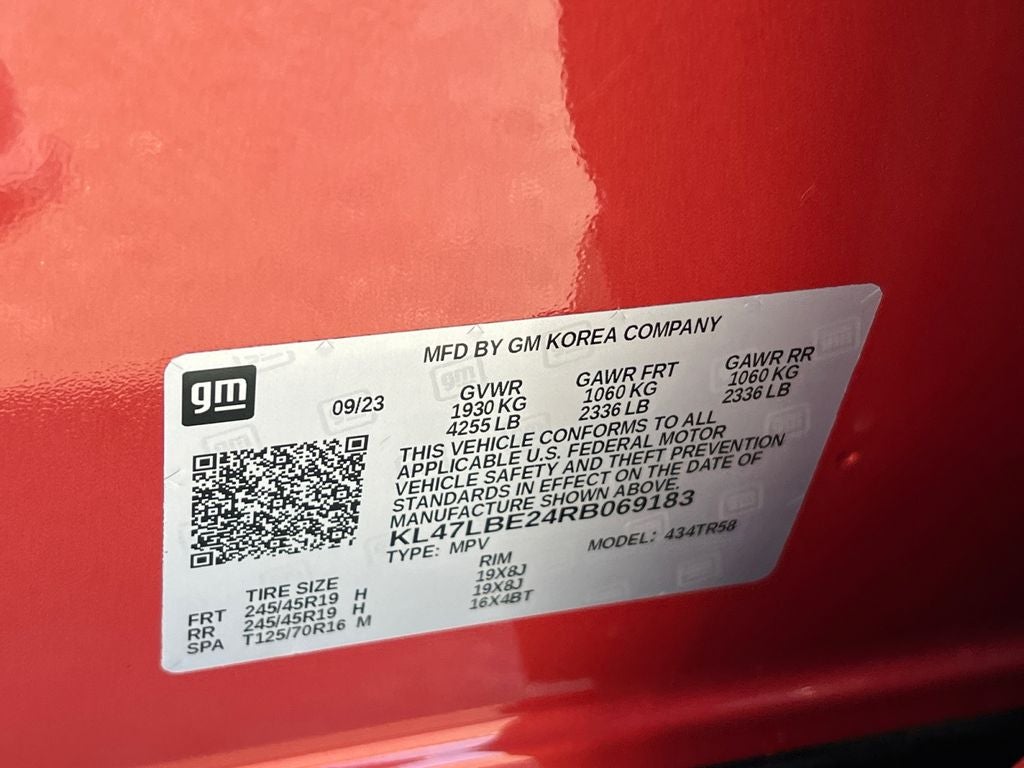 MFD BY GM KOREA COMPANY
gm
09/23
GVWR GAWR FRT GAWR RR
1930 KG 1060 KG 1060 KG
4255 LB 2336 LB 2336 LB
THIS VEHICLE CONFORMS TO ALL
APPLICABLE U.S. FEDERAL MOTOR
VEHICLE SAFETY AND THEFT PREVENTION
STANDARDS IN EFFECT ON THE DATE OF
MANUFACTURE SHOWN ABOVE.
KL47LBE24RB069183
TYPE: MPV MODEL: 434TR58
TIRE SIZE RIM
FRT 245/45R19 H 19X8J
RR 245/45R19 H 19X8J
SPA T125/70R16 M 16X4BT